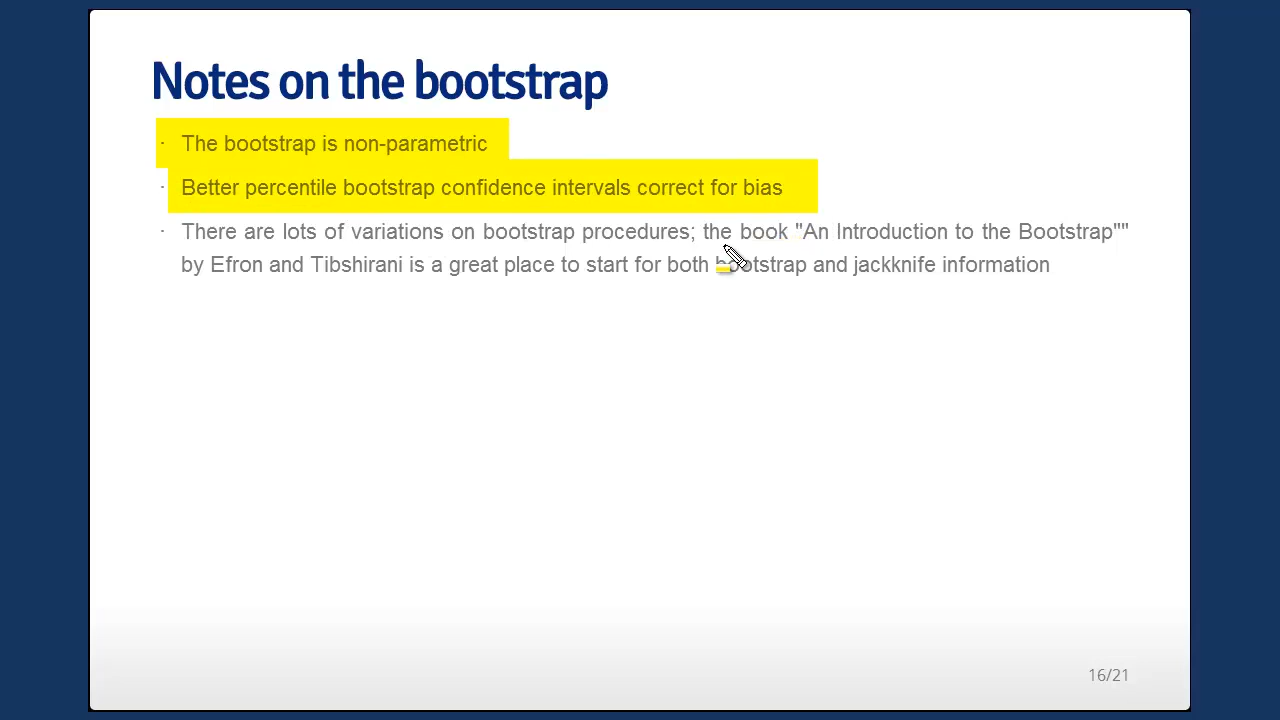 Notes on the bootstrap
· The bootstrap is non-parametric
· Better percentile bootstrap confidence intervals correct for bias
· There are lots of variations on bootstrap procedures; the book "An Introduction to the Bootstrap""
by Efron and Tibshirani is a great place to start for both bootstrap and jackknife information
16/21